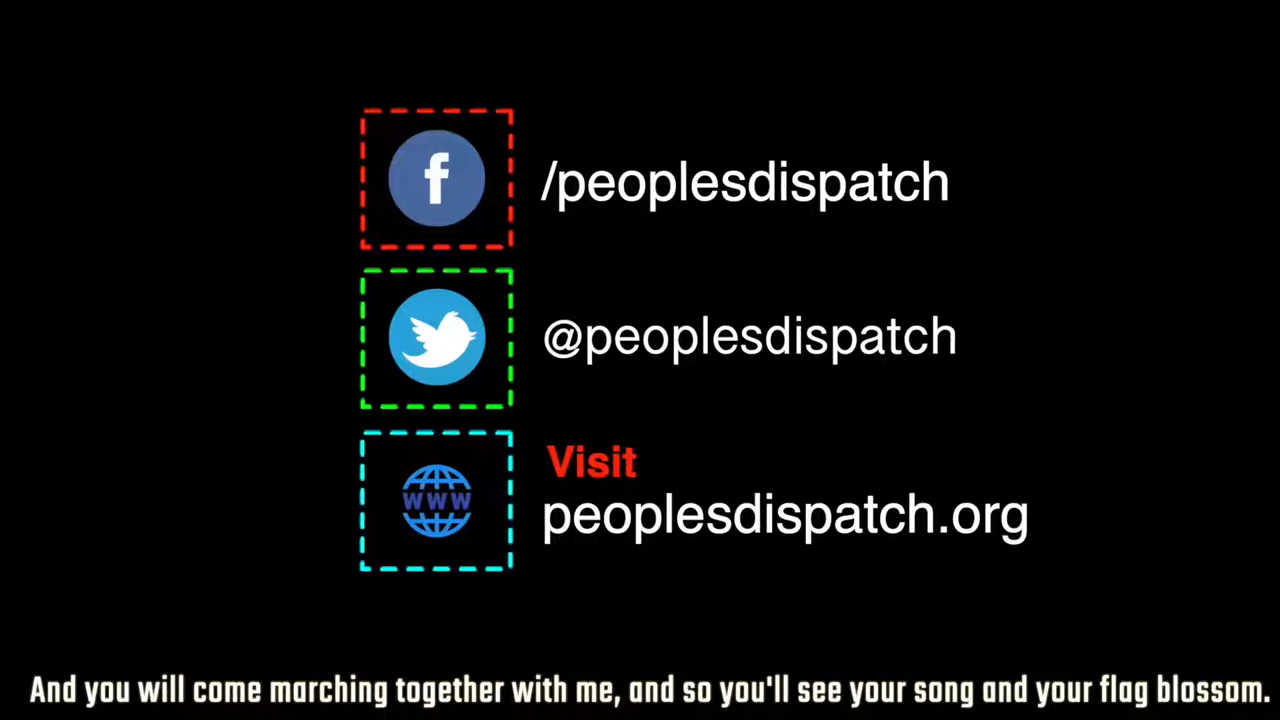 f
/peoplesdispatch
@peoplesdispatch
WWW
Visit
peoplesdispatch.org
And you will come marching together with me, and so you'll see your song and your flag blossom.